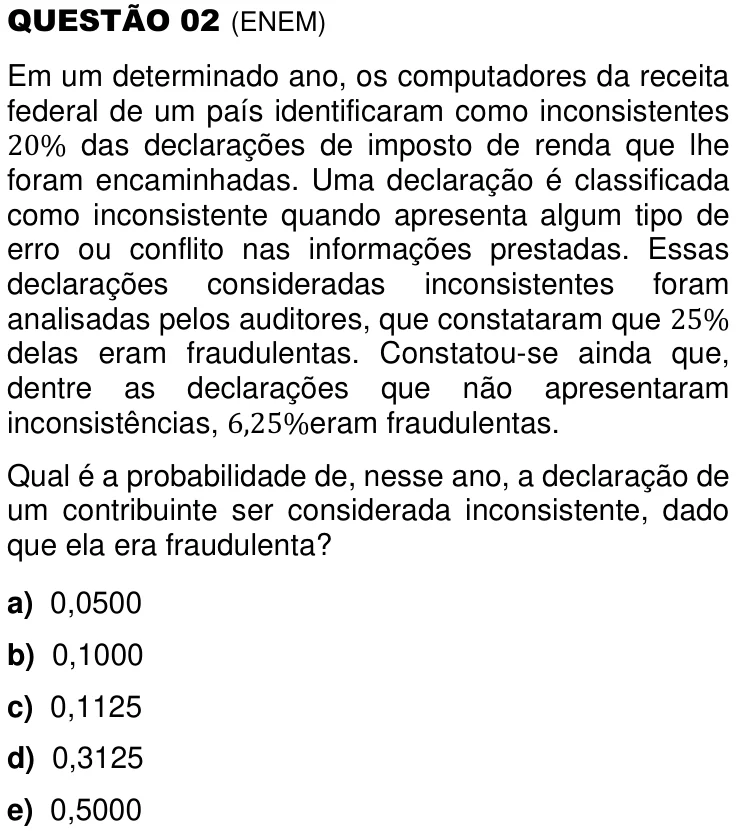 QUESTÃO 02 (ENEM)
Em um determinado ano, os computadores da receita
federal de um país identificaram como inconsistentes
20% das declarações de imposto de renda que lhe
foram encaminhadas. Uma declaração é classificada
como inconsistente quando apresenta algum tipo de
erro ou conflito nas informações prestadas. Essas
declarações consideradas inconsistentes foram
analisadas pelos auditores, que constataram que 25%
delas eram fraudulentas. Constatou-se ainda que,
dentre as declarações que não apresentaram
inconsistências, 6,25%eram fraudulentas.
Qual é a probabilidade de, nesse ano, a declaração de
um contribuinte ser considerada inconsistente, dado
que ela era fraudulenta?
a) 0,0500
b) 0,1000
c) 0,1125
d) 0,3125
e) 0,5000